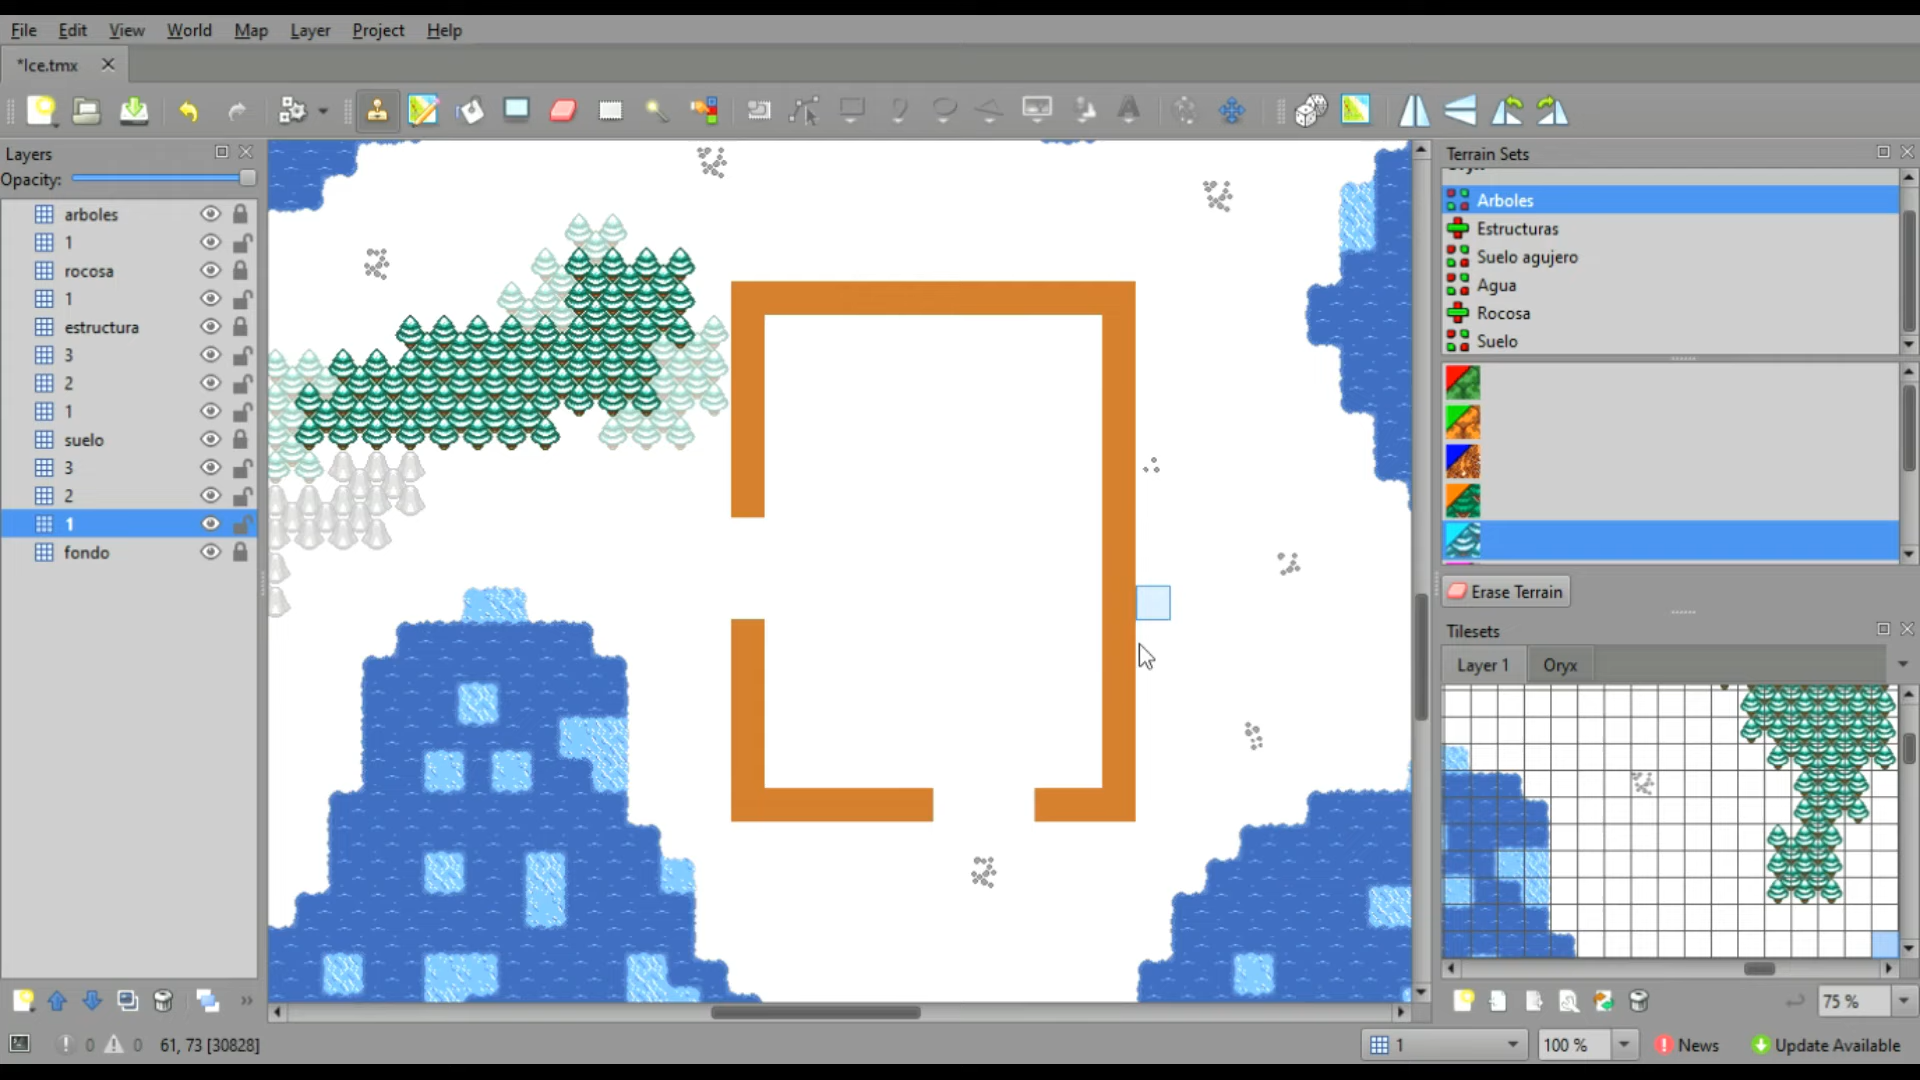 File Edit View World Map Layer Project Help
*Ice.tmx
Layers
Opacity:
arboles
1
rocosa
1
estructura
3
2
1
suelo
3
2
1
fondo
0 0 61, 73 [30828]
Terrain Sets
Arboles
Estructuras
Suelo agujero
Agua
Rocosa
Suelo
Erase Terrain
Tilesets
Layer 1 Oryx
75 %
1 100 % News Update Available